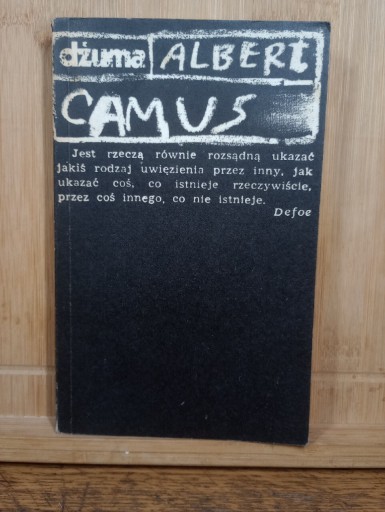 dżuma ALBERT
CAMUS
Jest rzeczą równie rozsądną ukazać
jakiś rodzaj uwięzienia przez inny, jak
ukazać coś, co istnieje rzeczywiście,
przez coś innego, co nie istnieje.
Defoe